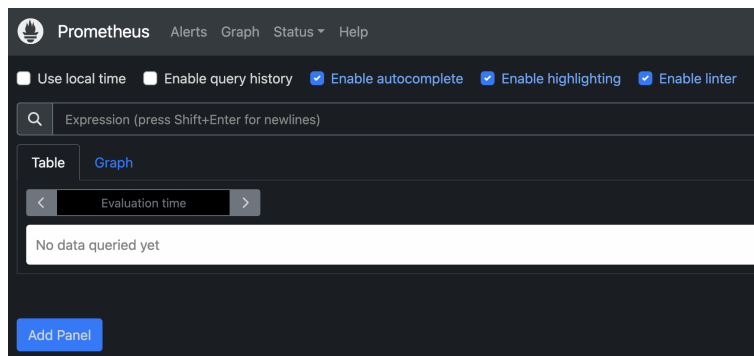 Prometheus Alerts Graph Status Help
Use local time Enable query history Enable autocomplete Enable highlighting Enable linter
Expression (press Shift+Enter for newlines)
Table Graph
Evaluation time
No data queried yet
Add Panel